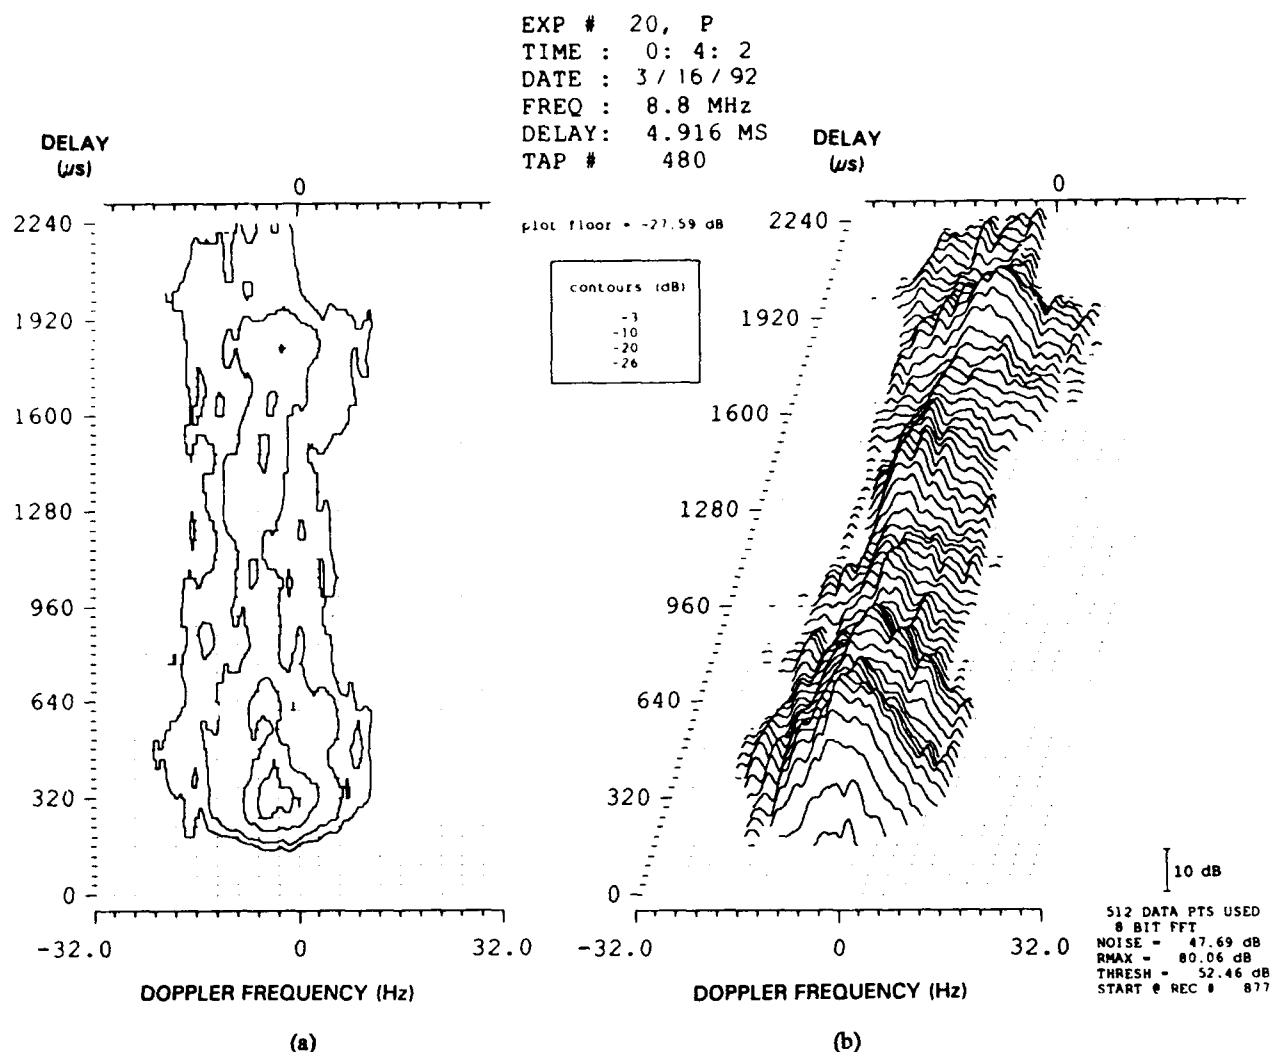 EXP # 20, P
TIME : 0: 4: 2
DATE : 3 / 16 / 92
FREQ : 8.8 MHz
DELAY: 4.916 MS
TAP # 480
DELAY
(µs)
0
2240
1920
1600
1280
960
640
320
0
-32.0 0 32.0
DOPPLER FREQUENCY (Hz)
(a)
plot floor = -27.59 dB
contours (dB)
-3
-10
-20
-26
DELAY
(µs)
0
2240
1920
1600
1280
960
640
320
0
-32.0 0 32.0
DOPPLER FREQUENCY (Hz)
(b)
10 dB
512 DATA PTS USED
8 BIT FFT
NOISE = 47.69 dB
RMAX = 80.06 dB
THRESH = 52.46 dB
START @ REC # 877